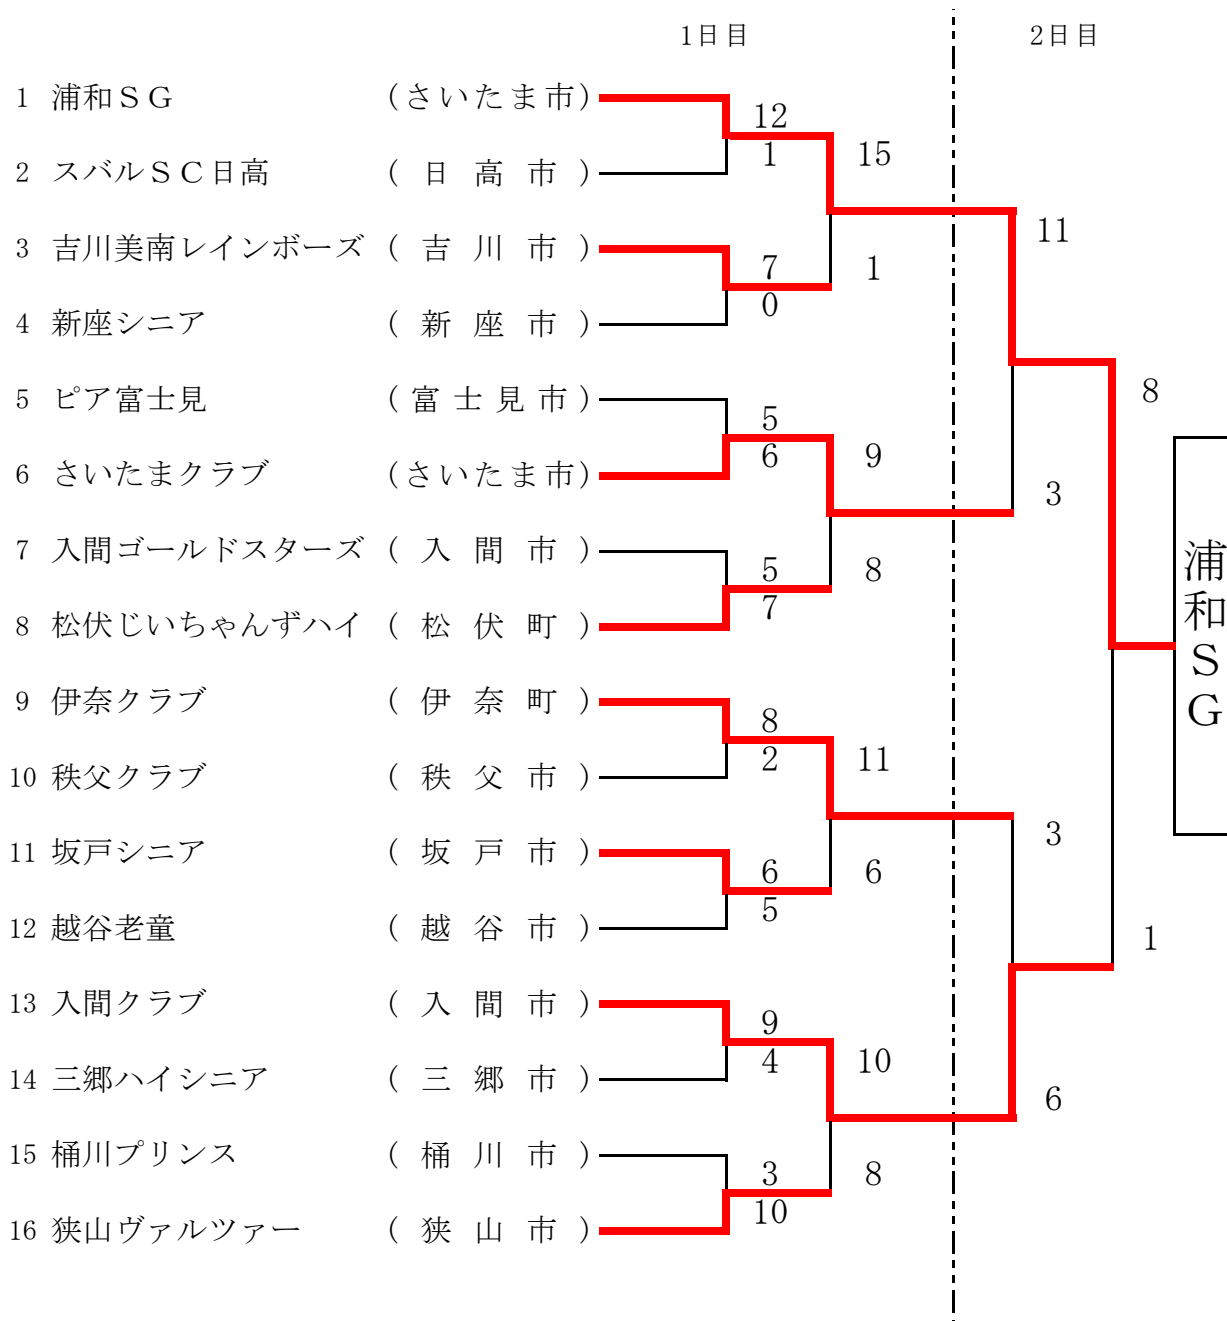 1日目 2日目
1 浦和ＳＧ (さいたま市)
12
1
15
2 スバルＳＣ日高 ( 日 高 市 )
11
3 吉川美南レインボーズ ( 吉 川 市 )
7
0
1
4 新座シニア ( 新 座 市 )
5 ピア富士見 ( 富 士 見 市 )
8
5
6
9
6 さいたまクラブ (さいたま市)
3
7 入間ゴールドスターズ ( 入 間 市 )
5
7
8
8 松伏じいちゃんずハイ ( 松 伏 町 )
浦和ＳＧ
9 伊奈クラブ ( 伊 奈 町 )
8
2
11
10 秩父クラブ ( 秩 父 市 )
3
11 坂戸シニア ( 坂 戸 市 )
6
5
6
12 越谷老童 ( 越 谷 市 )
1
13 入間クラブ ( 入 間 市 )
9
4
10
14 三郷ハイシニア ( 三 郷 市 )
6
15 桶川プリンス ( 桶 川 市 )
3
10
8
16 狭山ヴァルツァー ( 狭 山 市 )